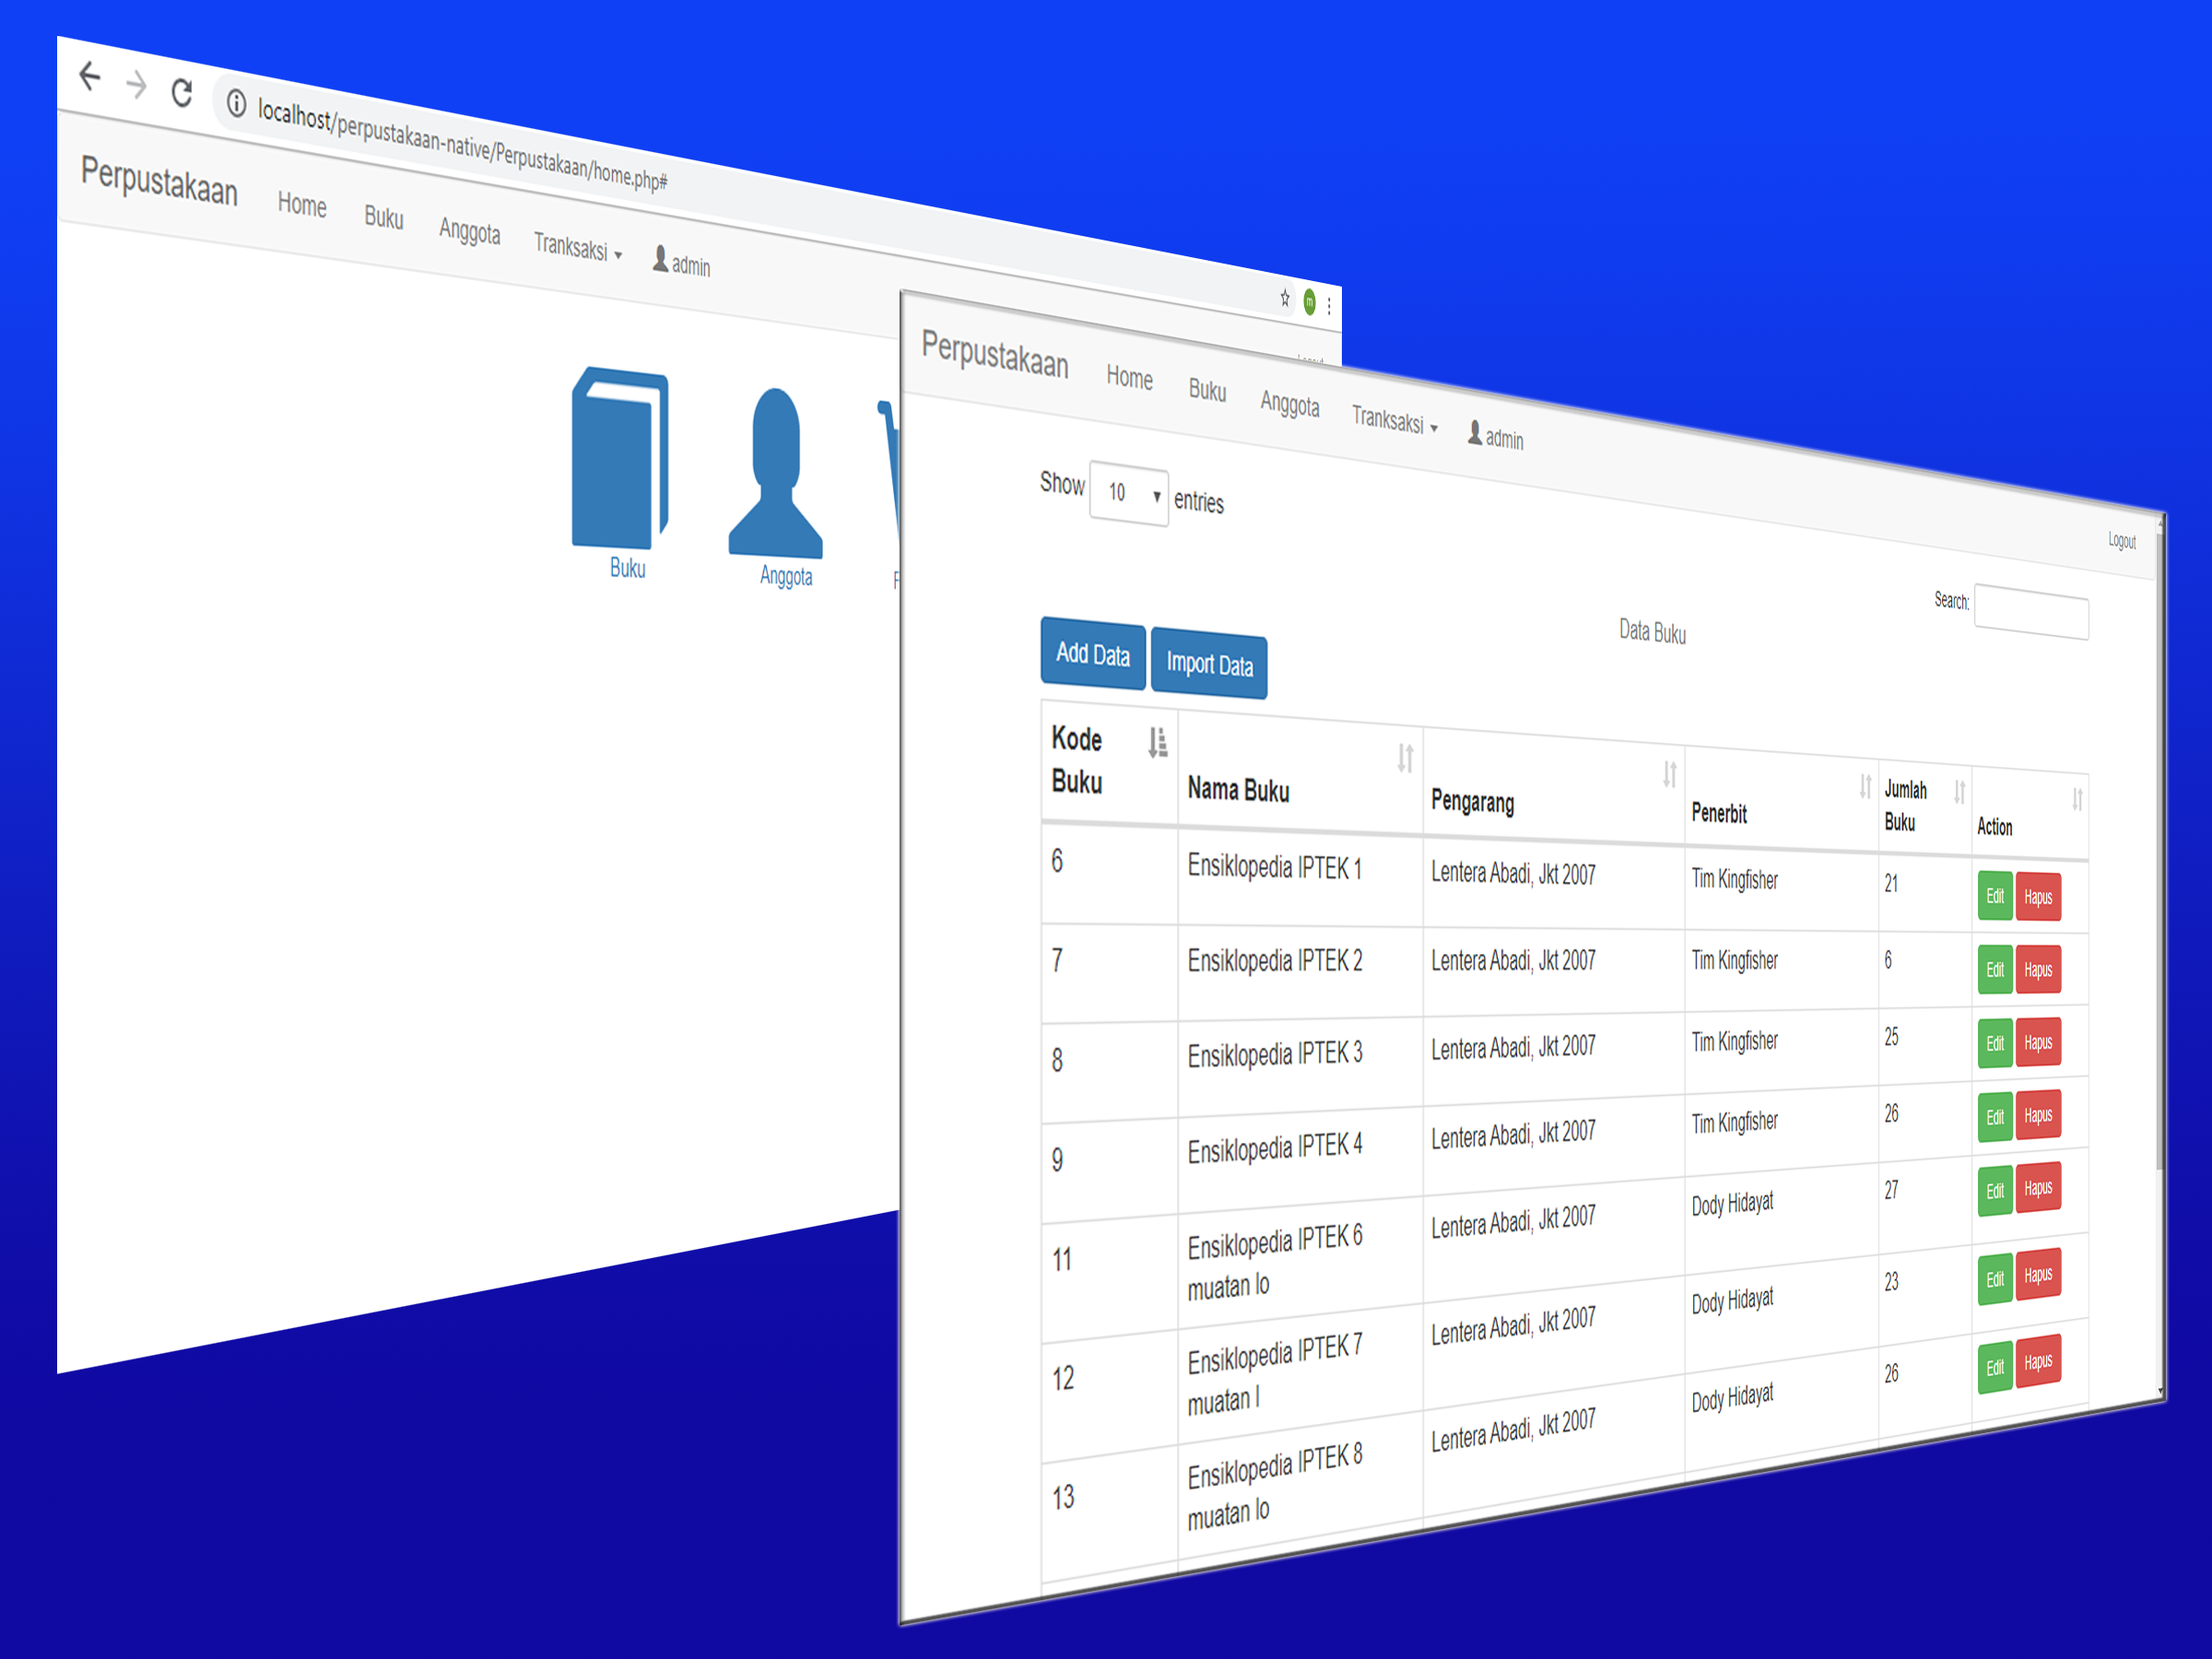 localhost/perpustakaan-native/Perpustakaan/home.php#
m
Perpustakaan Home Buku Anggota Tranksaksi admin
Buku Anggota
Perpustakaan Home Buku Anggota Tranksaksi admin
Logout
Show 10 entries
Search:
Data Buku
Add Data Import Data
Kode Buku Nama Buku Pengarang Penerbit Jumlah Buku Action
6 Ensiklopedia IPTEK 1 Lentera Abadi, Jkt 2007 Tim Kingfisher 21 Edit Hapus
7 Ensiklopedia IPTEK 2 Lentera Abadi, Jkt 2007 Tim Kingfisher 6 Edit Hapus
8 Ensiklopedia IPTEK 3 Lentera Abadi, Jkt 2007 Tim Kingfisher 25 Edit Hapus
9 Ensiklopedia IPTEK 4 Lentera Abadi, Jkt 2007 Tim Kingfisher 26 Edit Hapus
11 Ensiklopedia IPTEK 6 muatan lo Lentera Abadi, Jkt 2007 Dody Hidayat 27 Edit Hapus
12 Ensiklopedia IPTEK 7 muatan l Lentera Abadi, Jkt 2007 Dody Hidayat 23 Edit Hapus
13 Ensiklopedia IPTEK 8 muatan lo Lentera Abadi, Jkt 2007 Dody Hidayat 26 Edit Hapus